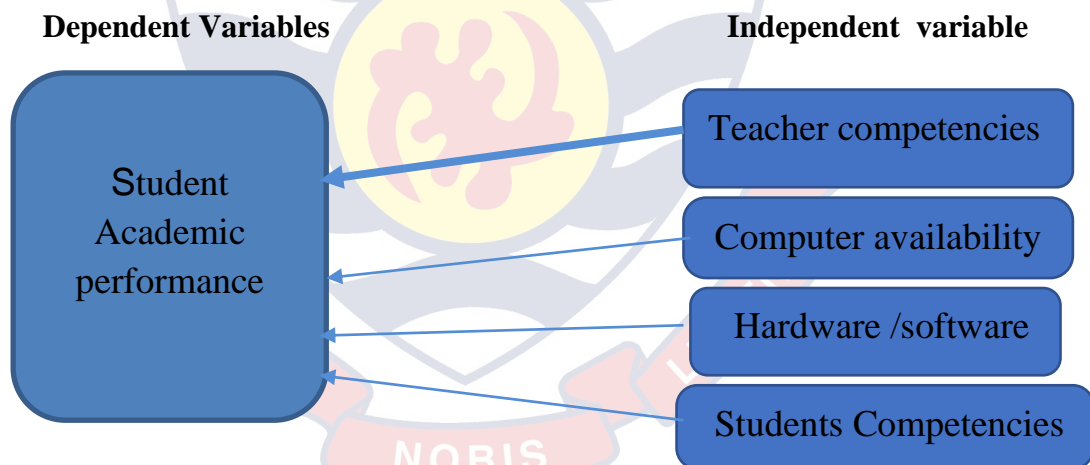 Dependent Variables
Independent variable
Student
Academic
performance
Teacher competencies
Computer availability
Hardware /software
Students Competencies
NOBIS